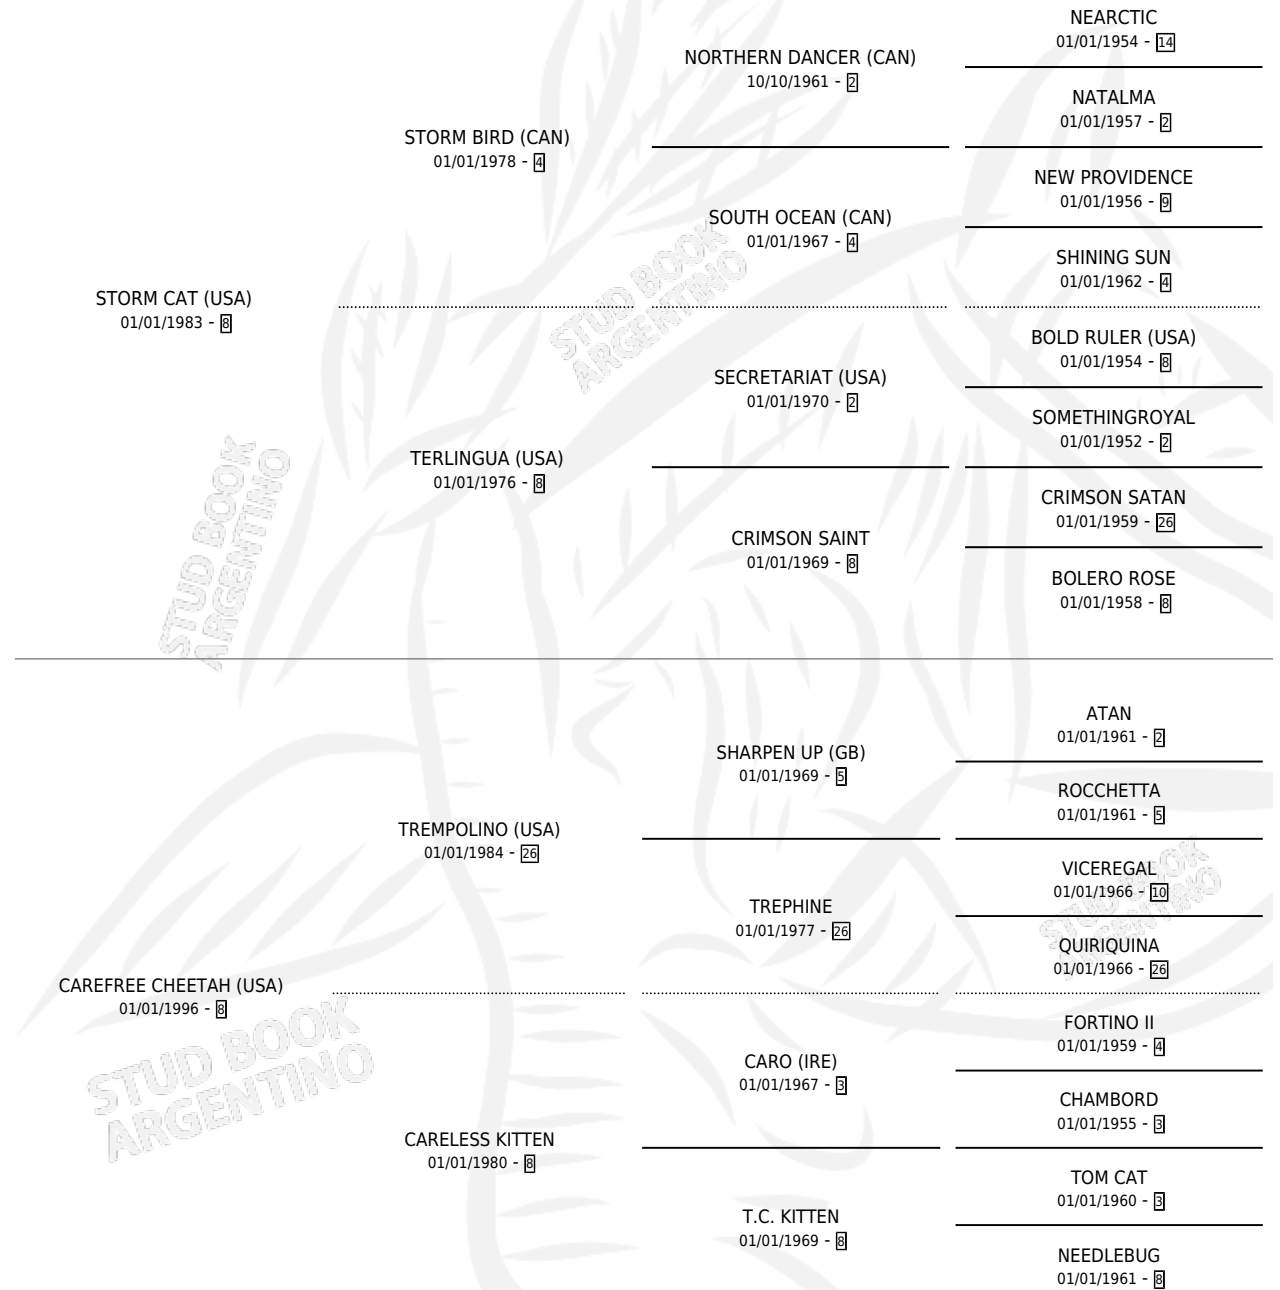 NEARCTIC
01/01/1954 - 14
NORTHERN DANCER (CAN)
10/10/1961 - 2
NATALMA
01/01/1957 - 2
STORM BIRD (CAN)
01/01/1978 - 4
NEW PROVIDENCE
01/01/1956 - 9
SOUTH OCEAN (CAN)
01/01/1967 - 4
SHINING SUN
01/01/1962 - 4
STORM CAT (USA)
01/01/1983 - 8
BOLD RULER (USA)
01/01/1954 - 8
SECRETARIAT (USA)
01/01/1970 - 2
SOMETHINGROYAL
01/01/1952 - 2
TERLINGUA (USA)
01/01/1976 - 8
CRIMSON SATAN
01/01/1959 - 26
CRIMSON SAINT
01/01/1969 - 8
BOLERO ROSE
01/01/1958 - 8
STUD BOOK
ARGENTINO
STUD BOOK
ARGENTINO
ATAN
01/01/1961 - 2
SHARPEN UP (GB)
01/01/1969 - 5
ROCCHETTA
01/01/1961 - 5
TREMPOLINO (USA)
01/01/1984 - 26
VICEREGAL
01/01/1966 - 10
TREPHINE
01/01/1977 - 26
QUIRIQUINA
01/01/1966 - 26
CAREFREE CHEETAH (USA)
01/01/1996 - 8
FORTINO II
01/01/1959 - 4
CARO (IRE)
01/01/1967 - 3
CHAMBORD
01/01/1955 - 3
CARELESS KITTEN
01/01/1980 - 8
TOM CAT
01/01/1960 - 3
T.C. KITTEN
01/01/1969 - 8
NEEDLEBUG
01/01/1961 - 8
STUD BOOK
ARGENTINO
STUD BOOK
ARGENTINO